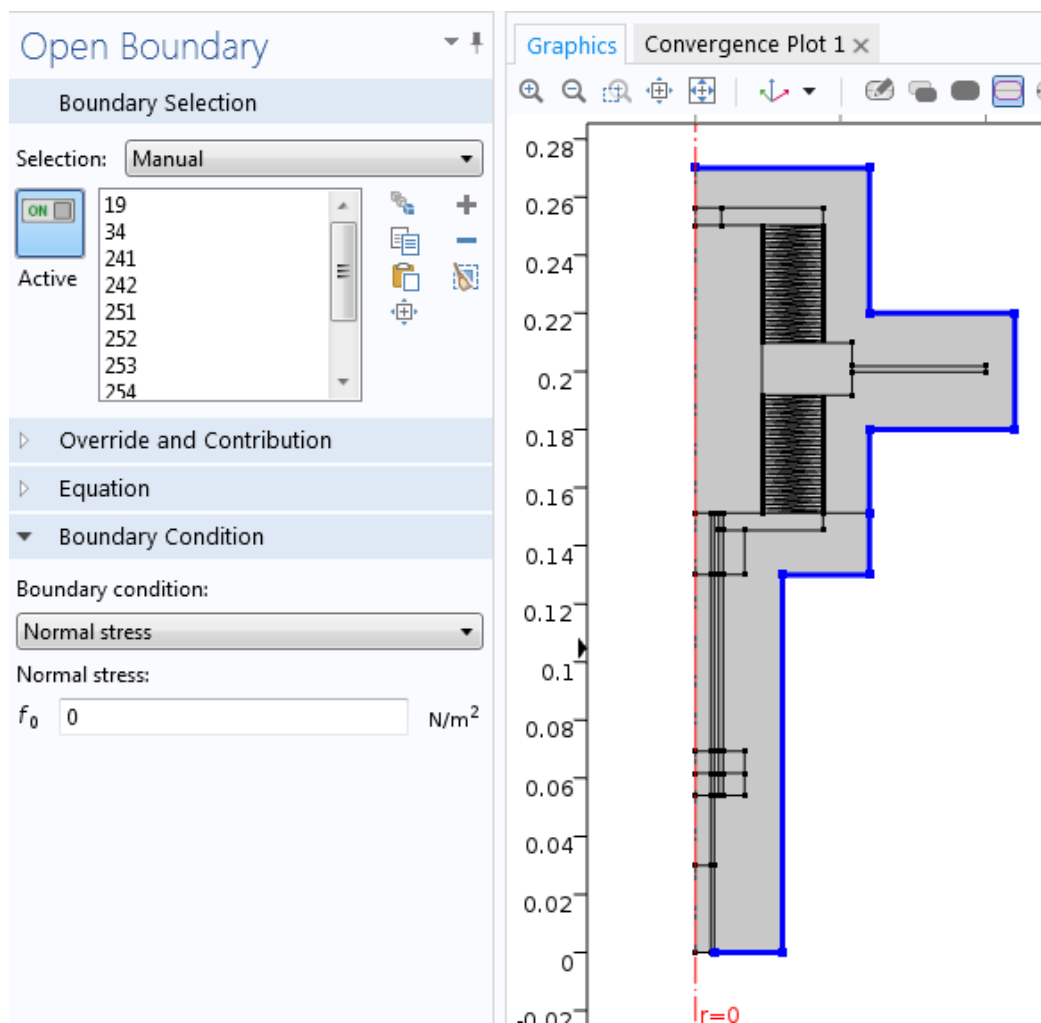 Open Boundary
Boundary Selection
Selection: Manual
ON
Active
19
34
241
242
251
252
253
254
Override and Contribution
Equation
Boundary Condition
Boundary condition:
Normal stress
Normal stress:
f₀ 0 N/m²
Graphics Convergence Plot 1
0.28
0.26
0.24
0.22
0.2
0.18
0.16
0.14
0.12
0.1
0.08
0.06
0.04
0.02
0
-0.02
r=0